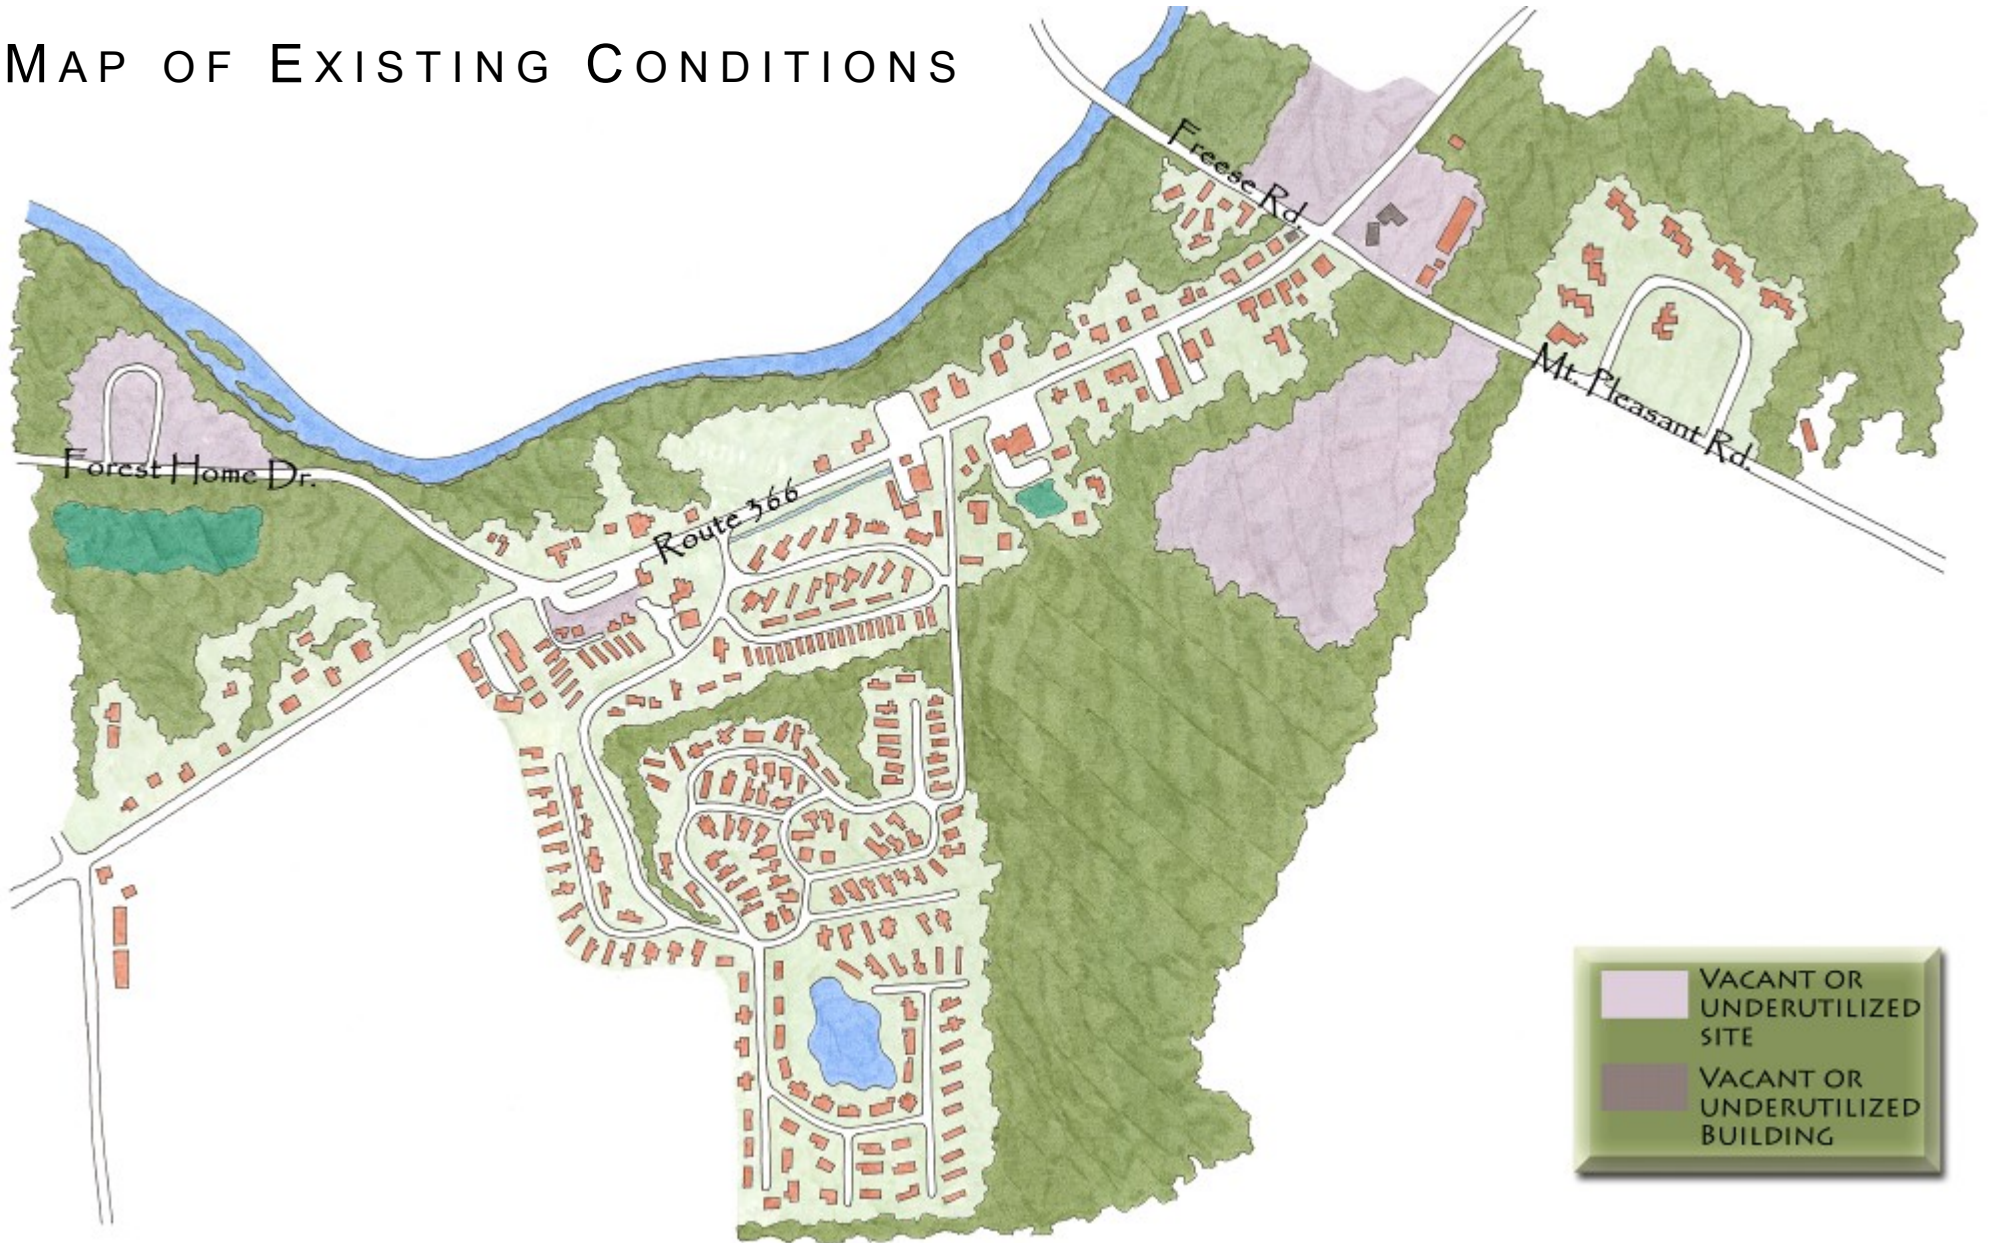 MAP OF EXISTING CONDITIONS
Freese Rd.
Mt. Pleasant Rd.
Forest Home Dr.
Route 366
VACANT OR
UNDERUTILIZED
SITE
VACANT OR
UNDERUTILIZED
BUILDING